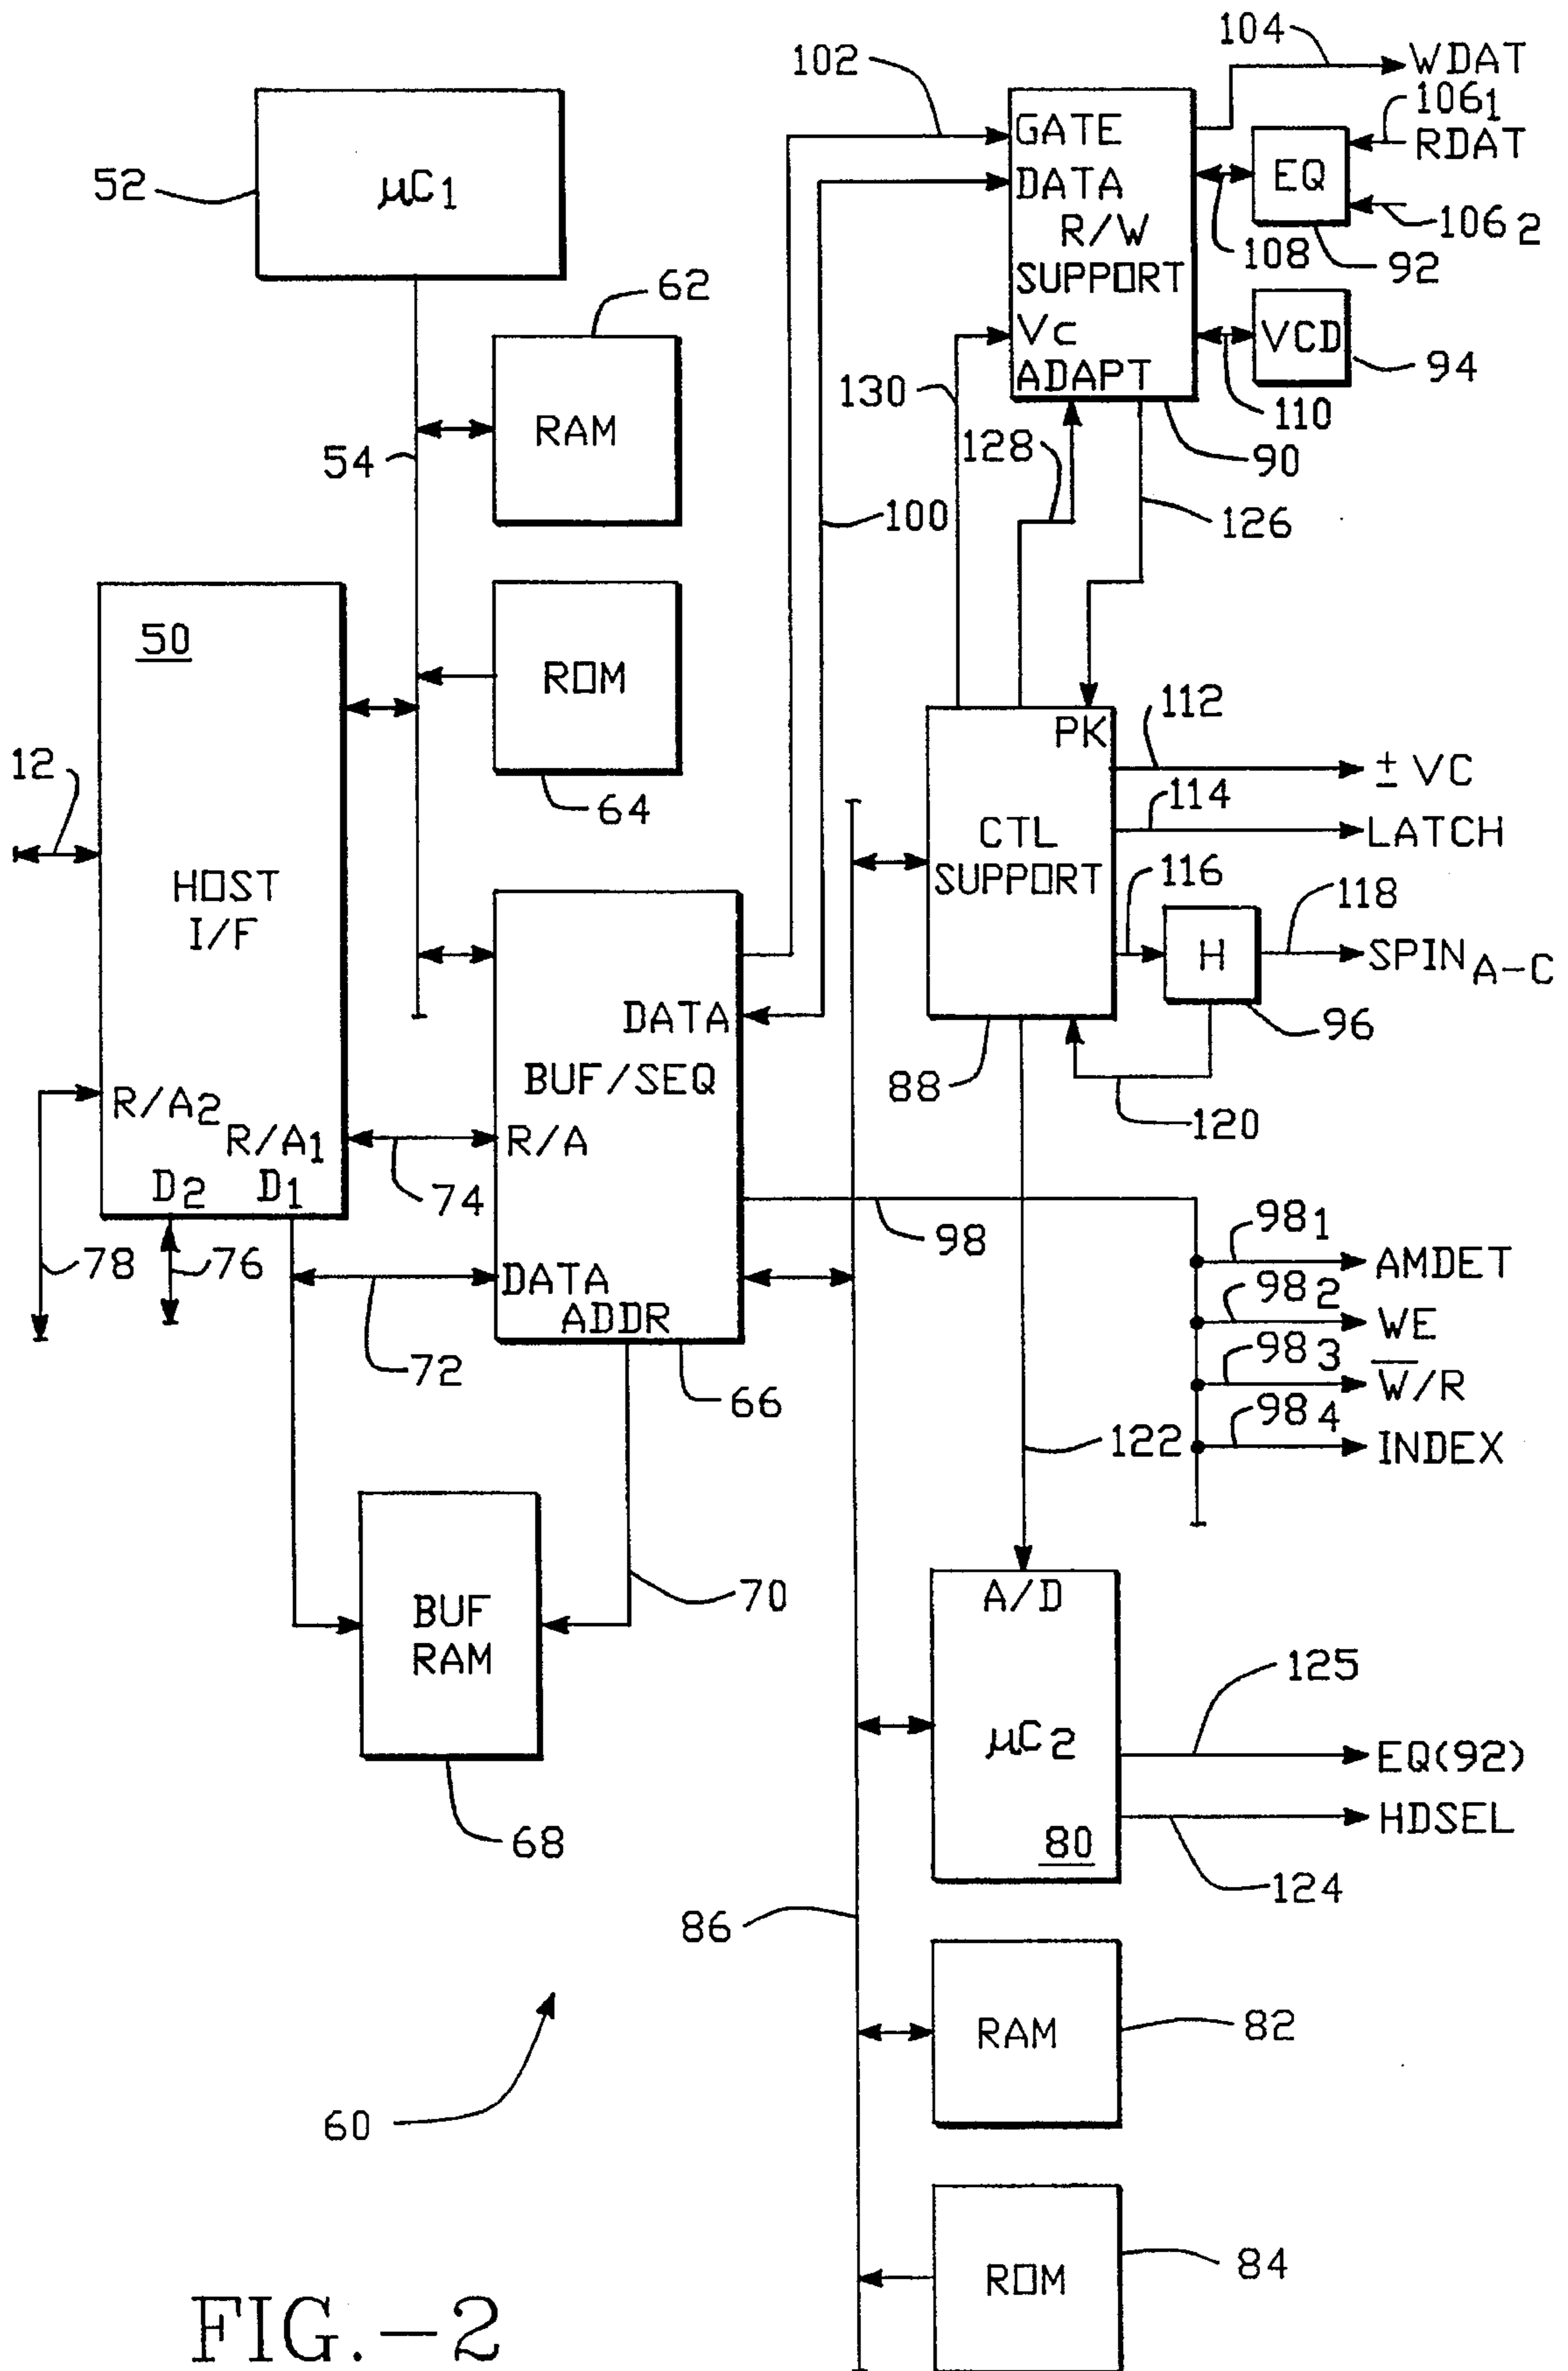 104
WDAT
102
106₁
RDAT
GATE
DATA
R/W
SUPPORT
Vc
ADAPT
EQ
106₂
108
92
52
μC₁
62
VCD
94
130
110
RAM
54
128
90
100
126
50
ROM
64
12
PK
112
± VC
114
LATCH
CTL
SUPPORT
116
118
H
SPIN A-C
96
HOST
I/F
88
120
DATA
BUF/SEQ
R/A₂
R/A₁
R/A
D₂
D₁
74
78
76
98
98₁
AMDET
98₂
WE
98₃
W̅/R
98₄
INDEX
DATA
ADDR
72
66
122
BUF
RAM
70
A/D
125
μC₂
EQ(92)
HDSEL
80
124
68
86
RAM
82
60
ROM
84
FIG.-2